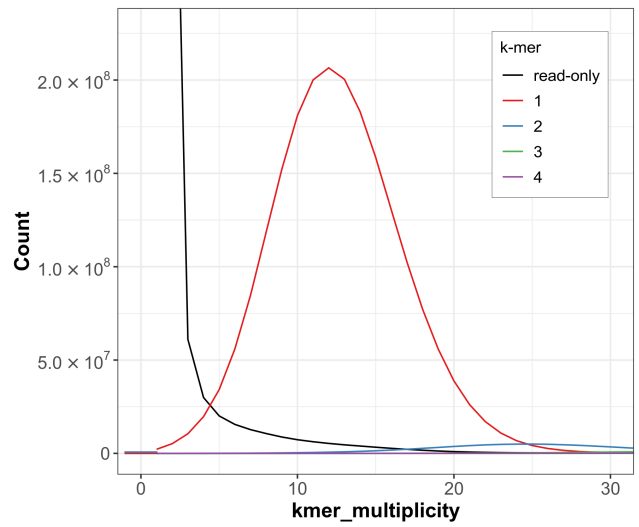 k-mer
read-only
1
2
3
4
Count
2.0 × 10⁸
1.5 × 10⁸
1.0 × 10⁸
5.0 × 10⁷
0
0 10 20 30
kmer_multiplicity